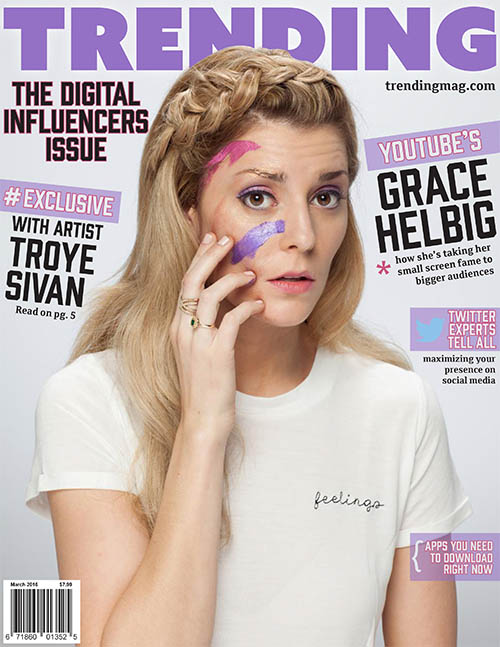 TRENDING
trendingmag.com
THE DIGITAL
INFLUENCERS
ISSUE
#EXCLUSIVE
WITH ARTIST
TROYE
SIVAN
Read on pg. 5
YOUTUBE'S
GRACE
HELBIG
* how she's taking her
small screen fame to
bigger audiences
TWITTER
EXPERTS
TELL ALL
maximizing your
presence on
social media
feelings
{ APPS YOU NEED
TO DOWNLOAD
RIGHT NOW
March 2016 $7.99
6 71860 01352 5